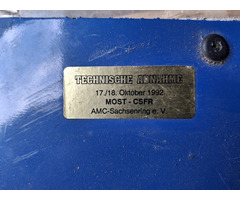 TECHNISCHE ABNAHME
17./18. Oktober 1992
MOST - CSFR
AMC-Sachsenring e. V.